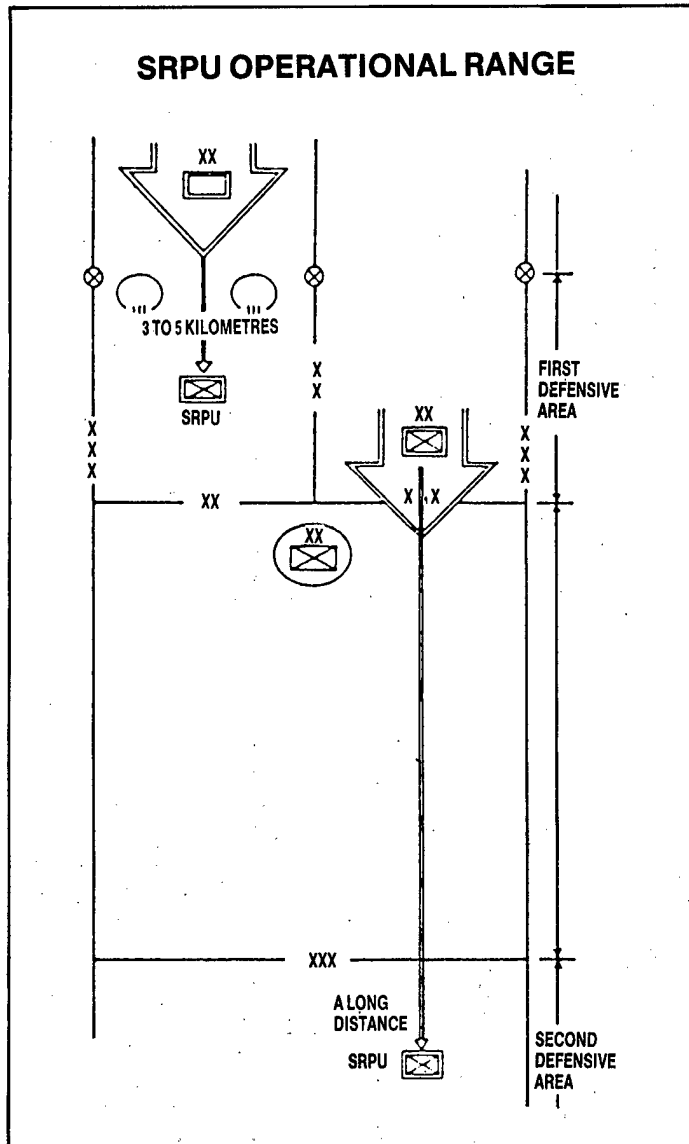 SRPU OPERATIONAL RANGE
XX
3 TO 5 KILOMETRES
SRPU
X
X
X
X
X
XX
XX
X X
X
X
X
FIRST
DEFENSIVE
AREA
XX
XXX
A LONG
DISTANCE
SRPU
SECOND
DEFENSIVE
AREA